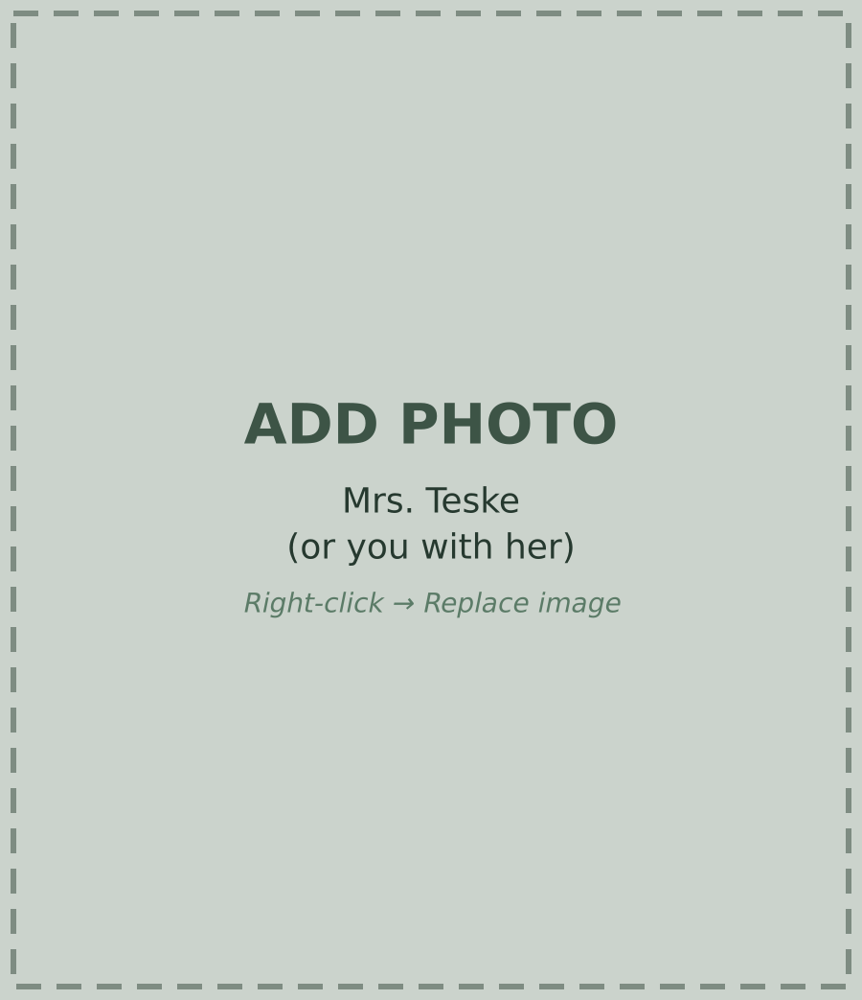 ADD PHOTO
Mrs. Teske
(or you with her)
Right-click → Replace image